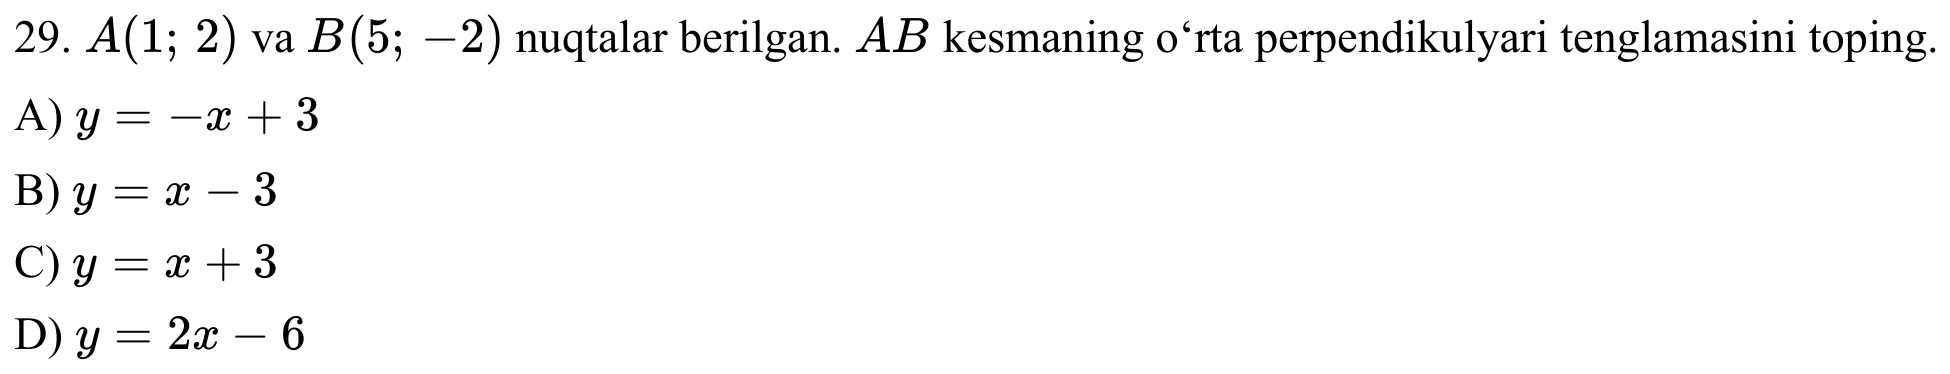 29. A(1; 2) va B(5; −2) nuqtalar berilgan. AB kesmaning o‘rta perpendikulyari tenglamasini toping.
A) y = −x + 3
B) y = x − 3
C) y = x + 3
D) y = 2x − 6